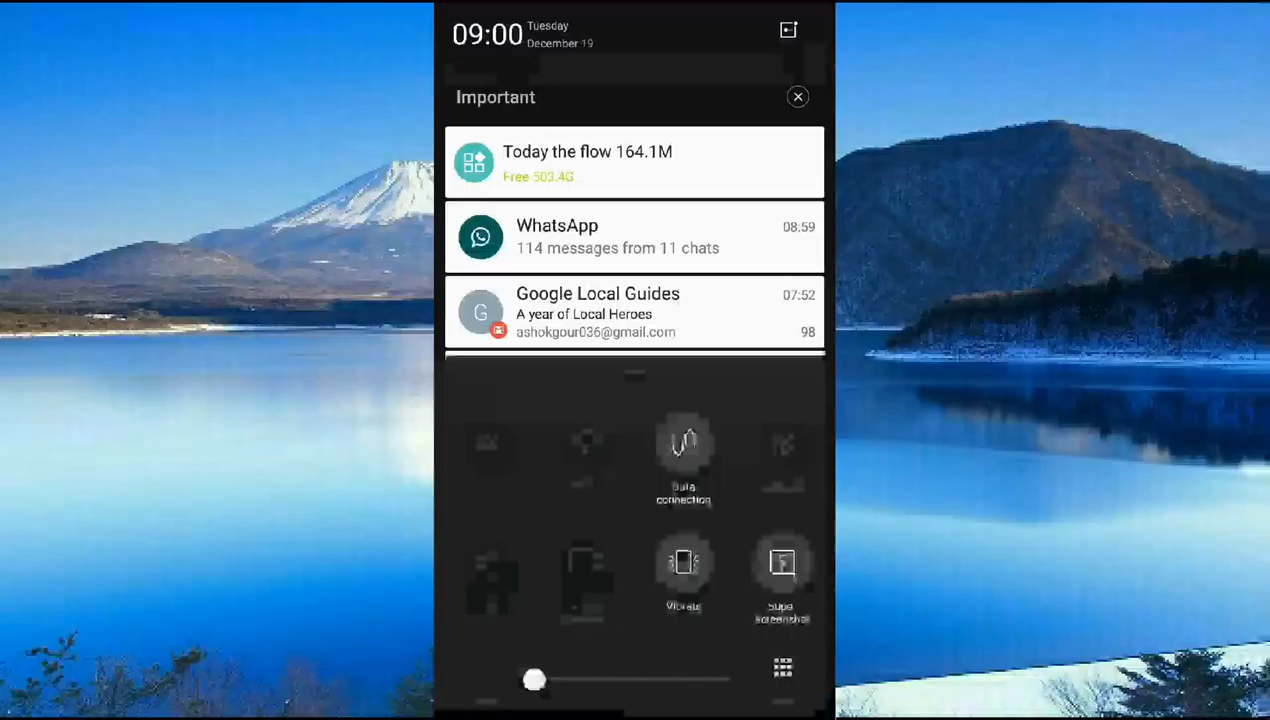 09:00
Tuesday
December 19
Important
Today the flow 164.1M
Free 503.4G
WhatsApp
08:59
114 messages from 11 chats
Google Local Guides
07:52
A year of Local Heroes
ashokgour036@gmail.com
98
G
Data
connection
Vibrate
Supe
Screenshot